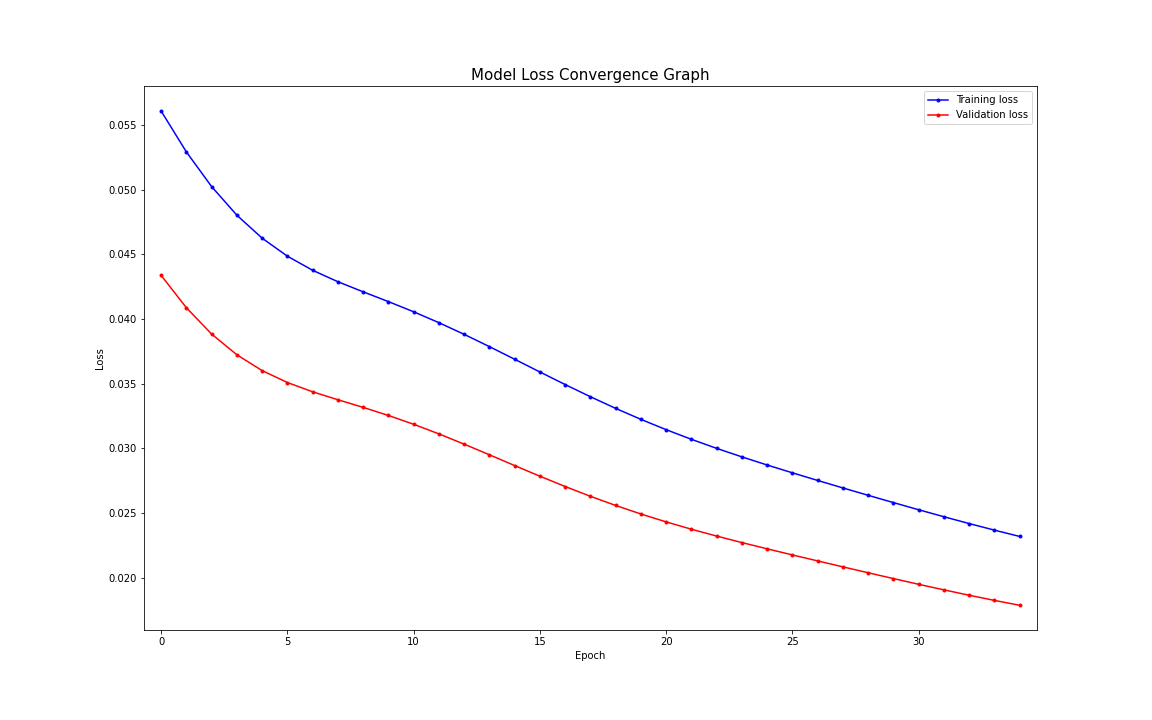 Model Loss Convergence Graph
Training loss
Validation loss
0.055
0.050
0.045
0.040
0.035
0.030
0.025
0.020
Loss
0 5 10 15 20 25 30
Epoch